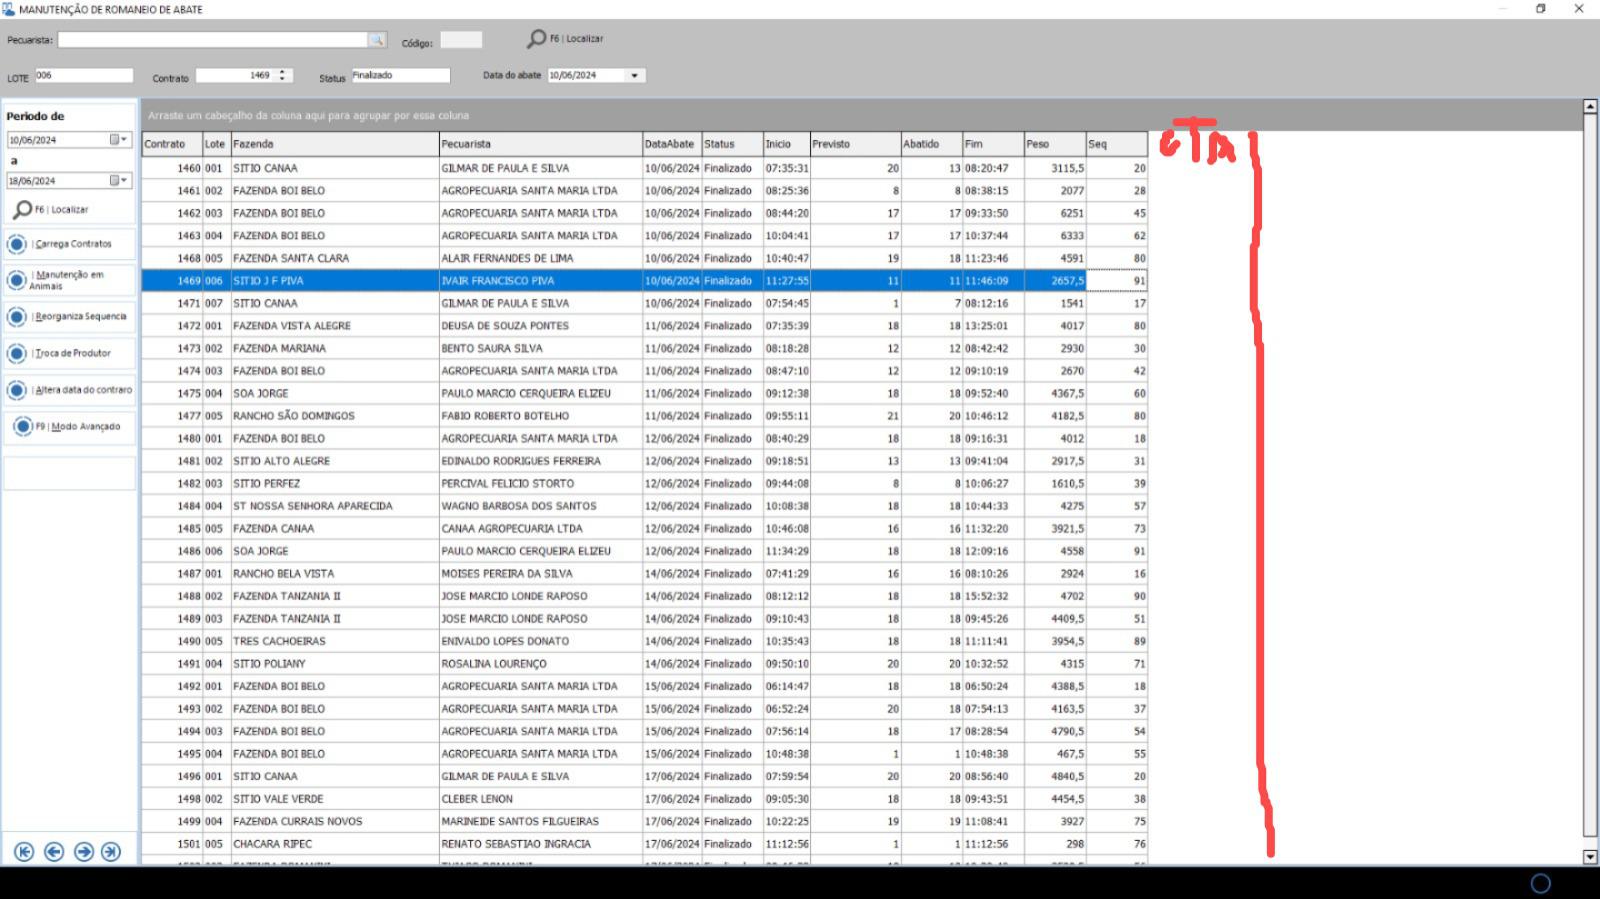 MANUTENÇÃO DE ROMANEIO DE ABATE
Pecuarista: Código: F6 | Localizar
LOTE 006 Contrato 1469 Status Finalizado Data do abate 10/06/2024
Periodo de
10/06/2024
a
18/06/2024
F6 | Localizar
| Carrega Contratos
| Manutenção em
Animais
| Reorganiza Sequencia
| Troca de Produtor
| Altera data do contraro
F9 | Modo Avançado
Arraste um cabeçalho da coluna aqui para agrupar por essa coluna
Contrato Lote Fazenda Pecuarista DataAbate Status Inicio Previsto Abatido Fim Peso Seq
1460 001 SITIO CANAA GILMAR DE PAULA E SILVA 10/06/2024 Finalizado 07:35:31 20 13 08:20:47 3115,5 20
1461 002 FAZENDA BOI BELO AGROPECUARIA SANTA MARIA LTDA 10/06/2024 Finalizado 08:25:36 8 8 08:38:15 2077 28
1462 003 FAZENDA BOI BELO AGROPECUARIA SANTA MARIA LTDA 10/06/2024 Finalizado 08:44:20 17 17 09:33:50 6251 45
1463 004 FAZENDA BOI BELO AGROPECUARIA SANTA MARIA LTDA 10/06/2024 Finalizado 10:04:41 17 17 10:37:44 6333 62
1468 005 FAZENDA SANTA CLARA ALAIR FERNANDES DE LIMA 10/06/2024 Finalizado 10:40:47 19 18 11:23:46 4591 80
1469 006 SITIO J F PIVA IVAIR FRANCISCO PIVA 10/06/2024 Finalizado 11:27:55 11 11 11:46:09 2657,5 91
1471 007 SITIO CANAA GILMAR DE PAULA E SILVA 10/06/2024 Finalizado 07:54:45 1 7 08:12:16 1541 17
1472 001 FAZENDA VISTA ALEGRE DEUSA DE SOUZA PONTES 11/06/2024 Finalizado 07:35:39 18 18 13:25:01 4017 80
1473 002 FAZENDA MARIANA BENTO SAURA SILVA 11/06/2024 Finalizado 08:18:28 12 12 08:42:42 2930 30
1474 003 FAZENDA BOI BELO AGROPECUARIA SANTA MARIA LTDA 11/06/2024 Finalizado 08:47:10 12 12 09:10:19 2670 42
1475 004 SOA JORGE PAULO MARCIO CERQUEIRA ELIZEU 11/06/2024 Finalizado 09:12:38 18 18 09:52:40 4367,5 60
1477 005 RANCHO SÃO DOMINGOS FABIO ROBERTO BOTELHO 11/06/2024 Finalizado 09:55:11 21 20 10:46:12 4182,5 80
1480 001 FAZENDA BOI BELO AGROPECUARIA SANTA MARIA LTDA 12/06/2024 Finalizado 08:40:29 18 18 09:16:31 4012 18
1481 002 SITIO ALTO ALEGRE EDINALDO RODRIGUES FERREIRA 12/06/2024 Finalizado 09:18:51 13 13 09:41:04 2917,5 31
1482 003 SITIO PERFEZ PERCIVAL FELICIO STORTO 12/06/2024 Finalizado 09:44:08 8 8 10:06:27 1610,5 39
1484 004 ST NOSSA SENHORA APARECIDA WAGNO BARBOSA DOS SANTOS 12/06/2024 Finalizado 10:08:38 18 18 10:44:33 4275 57
1485 005 FAZENDA CANAA CANAA AGROPECUARIA LTDA 12/06/2024 Finalizado 10:46:08 16 16 11:32:20 3921,5 73
1486 006 SOA JORGE PAULO MARCIO CERQUEIRA ELIZEU 12/06/2024 Finalizado 11:34:29 18 18 12:09:16 4558 91
1487 001 RANCHO BELA VISTA MOISES PEREIRA DA SILVA 14/06/2024 Finalizado 07:41:29 16 16 08:10:26 2924 16
1488 002 FAZENDA TANZANIA II JOSE MARCIO LONDE RAPOSO 14/06/2024 Finalizado 08:12:12 18 18 15:52:32 4702 90
1489 003 FAZENDA TANZANIA II JOSE MARCIO LONDE RAPOSO 14/06/2024 Finalizado 09:10:43 18 18 09:45:26 4409,5 51
1490 005 TRES CACHOEIRAS ENIVALDO LOPES DONATO 14/06/2024 Finalizado 10:35:43 18 18 11:11:41 3954,5 89
1491 004 SITIO POLIANY ROSALINA LOURENÇO 14/06/2024 Finalizado 09:50:10 20 20 10:32:52 4315 71
1492 001 FAZENDA BOI BELO AGROPECUARIA SANTA MARIA LTDA 15/06/2024 Finalizado 06:14:47 18 18 06:50:24 4388,5 18
1493 002 FAZENDA BOI BELO AGROPECUARIA SANTA MARIA LTDA 15/06/2024 Finalizado 06:52:24 20 18 07:54:13 4163,5 37
1494 003 FAZENDA BOI BELO AGROPECUARIA SANTA MARIA LTDA 15/06/2024 Finalizado 07:56:14 18 17 08:28:54 4790,5 54
1495 004 FAZENDA BOI BELO AGROPECUARIA SANTA MARIA LTDA 15/06/2024 Finalizado 10:48:38 1 1 10:48:38 467,5 55
1496 001 SITIO CANAA GILMAR DE PAULA E SILVA 17/06/2024 Finalizado 07:59:54 20 20 08:56:40 4840,5 20
1498 002 SITIO VALE VERDE CLEBER LENON 17/06/2024 Finalizado 09:05:30 18 18 09:43:51 4454,5 38
1499 004 FAZENDA CURRAIS NOVOS MARINEIDE SANTOS FILGUEIRAS 17/06/2024 Finalizado 10:22:25 19 19 11:08:41 3927 75
1501 005 CHACARA RIPEC RENATO SEBASTIAO INGRACIA 17/06/2024 Finalizado 11:12:56 1 1 11:12:56 298 76